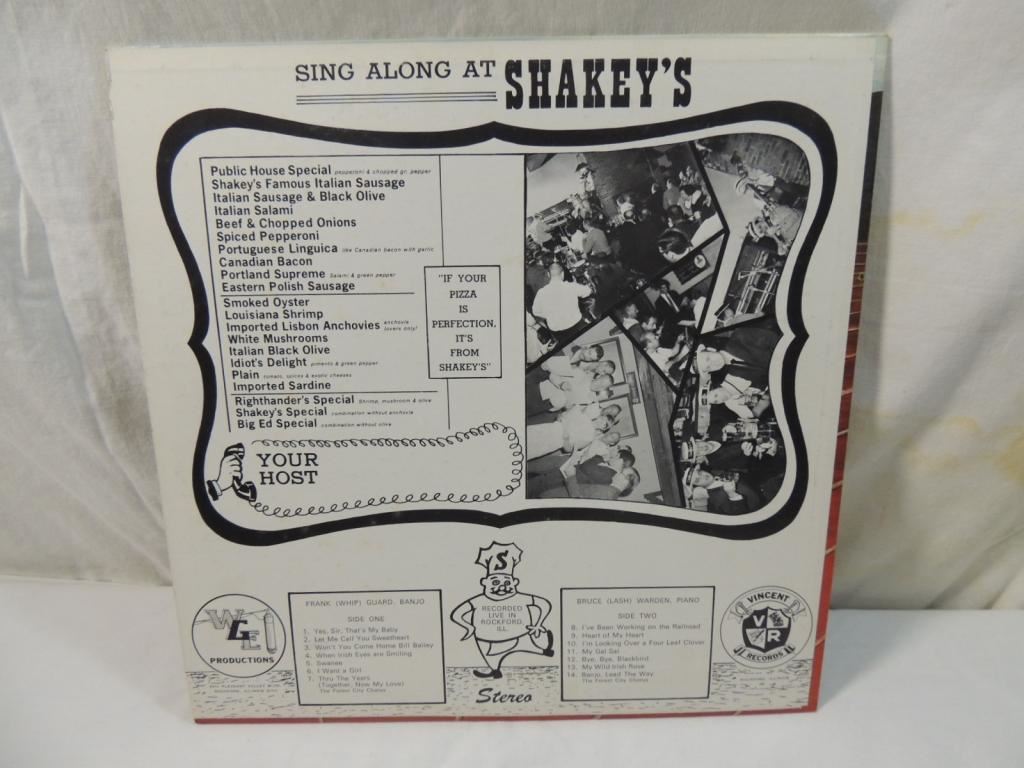 SING ALONG AT SHAKEY'S
Public House Special pepperoni & chopped gr. pepper
Shakey's Famous Italian Sausage
Italian Sausage & Black Olive
Italian Salami
Beef & Chopped Onions
Spiced Pepperoni
Portuguese Linguica like Canadian bacon with garlic
Canadian Bacon
Portland Supreme Salami & green pepper
Eastern Polish Sausage
Smoked Oyster
Louisiana Shrimp
Imported Lisbon Anchovies anchovie
lovers only!
White Mushrooms
Italian Black Olive
Idiot's Delight pimento & green pepper
Plain tomato, spices & exotic cheeses
Imported Sardine
Righthander's Special Shrimp, mushroom & olive
Shakey's Special combination without anchovie
Big Ed Special combination without olive
"IF YOUR
PIZZA
IS
PERFECTION,
IT'S
FROM
SHAKEY'S"
YOUR
HOST
WGE
PRODUCTIONS
ROCKFORD, ILLINOIS
FRANK (WHIP) GUARD, BANJO
SIDE ONE
1. Yes, Sir, That's My Baby
2. Let Me Call You Sweetheart
3. Won't You Come Home Bill Bailey
4. When Irish Eyes are Smiling
5. Swanee
6. I Want a Girl
7. Thru The Years
(Together, Now My Love)
The Forest City Chorus
S
RECORDED
LIVE IN
ROCKFORD,
ILL.
Stereo
BRUCE (LASH) WARDEN, PIANO
SIDE TWO
8. I've Been Working on the Railroad
9. Heart of My Heart
10. I'm Looking Over a Four Leaf Clover
11. My Gal Sal
12. Bye, Bye, Blackbird
13. My Wild Irish Rose
14. Banjo, Lead The Way
The Forest City Chorus
VINCENT
VR
RECORDS